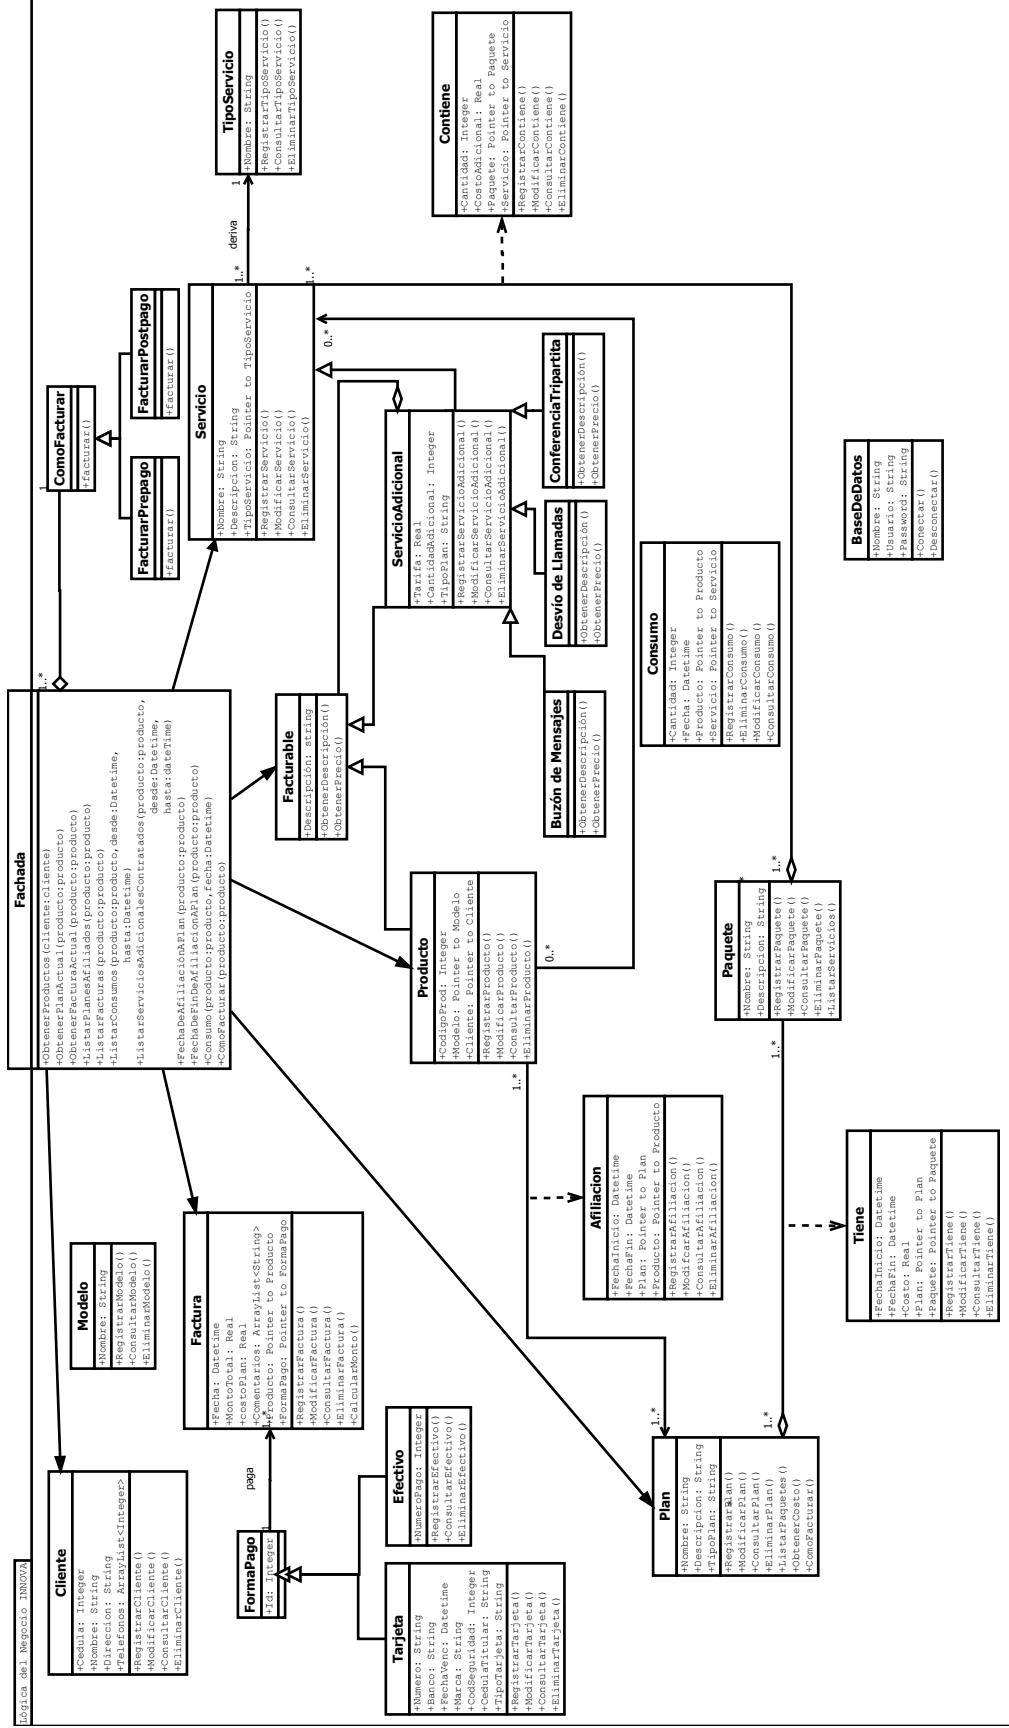 Lógica del Negocio INNOVA
Cliente
+Cedula: Integer
+Nombre: String
+Direccion: String
+Telefonos: ArrayList<Integer>
+RegistrarCliente()
+ModificarCliente()
+ConsultarCliente()
+EliminarCliente()
Modelo
+Nombre: String
+RegistrarModelo()
+ConsultarModelo()
+EliminarModelo()
Fachada
+ObtenerProductos(cliente:cliente)
+ObtenerPlanActual(producto:producto)
+ObtenerFacturaActual(producto:producto)
+ListarPlanesAfiliados(producto:producto)
+ListarFacturas(producto:producto)
+ListarConsumos(producto:producto,desde:Datetime,
hasta:Datetime)
+ListarServiciosAdicionalesContratados(producto:producto,
desde:Datetime,
hasta:dateTime)
+FechaDeAfiliaciónAPlan(producto:producto)
+FechaDeFinDeAfiliacionAPlan(producto:producto)
+Consumo(producto:producto,fecha:Datetime)
+ComoFacturar(producto:producto)
1..*
1
ComoFacturar
+facturar()
FacturarPrepago
+facturar()
FacturarPostpago
+facturar()
TipoServicio
+Nombre: String
+RegistrarTipoServicio()
+ConsultarTipoServicio()
+EliminarTipoServicio()
1
deriva
1..*
Servicio
+Nombre: String
+Descripcion: String
+TipoServicio: Pointer to TipoServicio
+RegistrarServicio()
+ModificarServicio()
+ConsultarServicio()
+EliminarServicio()
1..*
0..*
Factura
+Fecha: Datetime
+MontoTotal: Real
+costoPlan: Real
+Comentarios: ArrayList<String>
+Producto: Pointer to Producto
+FormaPago: Pointer to FormaPago
+RegistrarFactura()
+ModificarFactura()
+ConsultarFactura()
+EliminarFactura()
+CalcularMonto()
1..*
paga
1
FormaPago
+Id: Integer
Facturable
+Descripción: string
+ObtenerDescripción()
+ObtenerPrecio()
Tarjeta
+Numero: String
+Banco: String
+FechaVenc: Datetime
+Marca: String
+CodSeguridad: Integer
+CedulaTitular: String
+TipoTarjeta: String
+RegistrarTarjeta()
+ModificarTarjeta()
+ConsultarTarjeta()
+EliminarTarjeta()
Efectivo
+NumeroPago: Integer
+RegistrarEfectivo()
+ConsultarEfectivo()
+EliminarEfectivo()
Producto
+CodigoProd: Integer
+Modelo: Pointer to Modelo
+Cliente: Pointer to Cliente
+RegistrarProducto()
+ModificarProducto()
+ConsultarProducto()
+EliminarProducto()
1..*
0..*
ServicioAdicional
+Tarifa: Real
+CantidadAdicional: Integer
+TipoPlan: String
+RegistrarServicioAdicional()
+ModificarServicioAdicional()
+ConsultarServicioAdicional()
+EliminarServicioAdicional()
Contiene
+Cantidad: Integer
+CostoAdicional: Real
+Paquete: Pointer to Paquete
+Servicio: Pointer to Servicio
+RegistrarContiene()
+ModificarContiene()
+ConsultarContiene()
+EliminarContiene()
Buzón de Mensajes
+ObtenerDescripción()
+ObtenerPrecio()
Desvío de Llamadas
+ObtenerDescripción()
+ObtenerPrecio()
ConferenciaTripartita
+ObtenerDescripción()
+ObtenerPrecio()
Afiliacion
+FechaInicio: Datetime
+FechaFin: Datetime
+Plan: Pointer to Plan
+Producto: Pointer to Producto
+RegistrarAfiliacion()
+ModifcarAfiliacion()
+ConsultarAfiliacion()
+EliminarAfiliacion()
Consumo
+Cantidad: Integer
+Fecha: Datetime
+Producto: Pointer to Producto
+Servicio: Pointer to Servicio
+RegistrarConsumo()
+EliminarConsumo()
+ModificarConsumo()
+ConsultarConsumo()
1..*
Plan
+Nombre: String
+Descripcion: String
+TipoPlan: String
+RegistrarPlan()
+ModificarPlan()
+ConsultarPlan()
+EliminarPlan()
+ListarPaquetes()
+ObtenerCosto()
+ComoFacturar()
*
1..*
1..*
Paquete
+Nombre: String
+Descripcion: String
+RegistrarPaquete()
+ModificarPaquete()
+ConsultarPaquete()
+EliminarPaquete()
+ListarServicios()
*
1..*
Tiene
+FechaInicio: Datetime
+FechaFin: Datetime
+Costo: Real
+Plan: Pointer to Plan
+Paquete: Pointer to Paquete
+RegistrarTiene()
+ModificarTiene()
+ConsultarTiene()
+EliminarTiene()
BaseDeDatos
+Nombre: String
+Usuario: String
+Password: String
+Conectar()
+Desconectar()